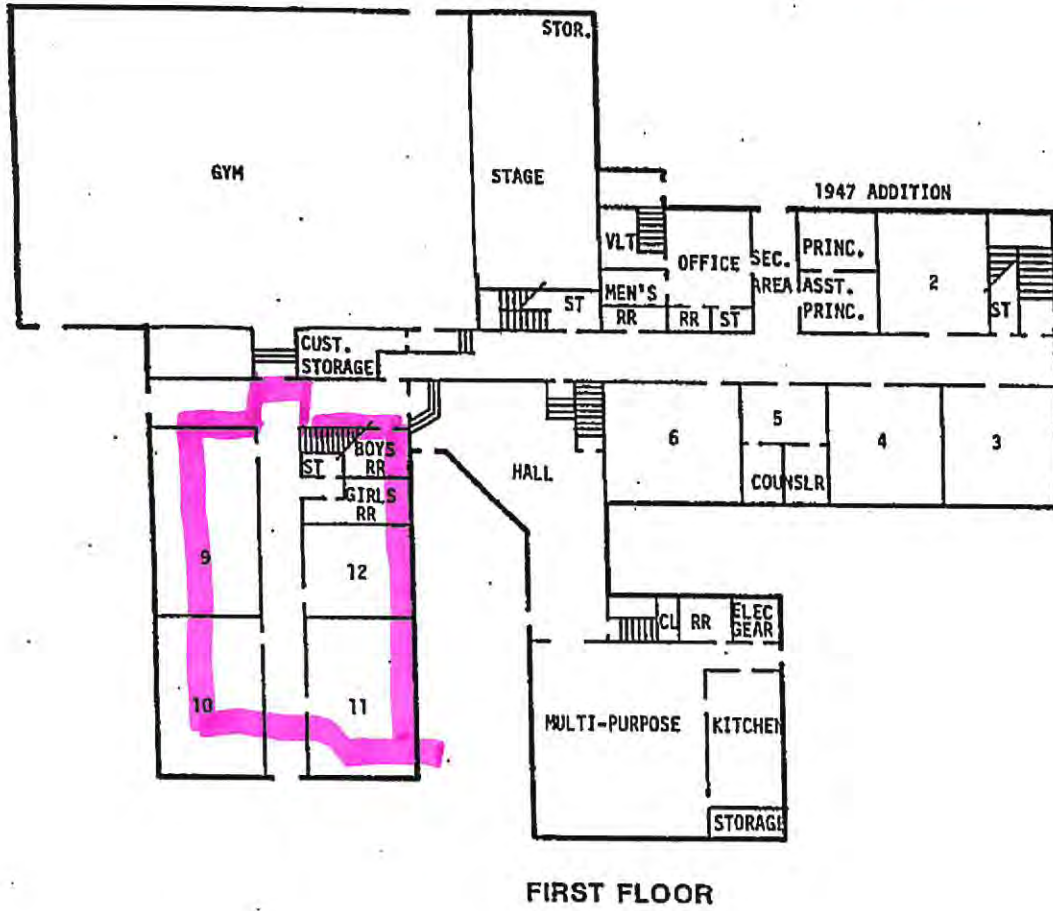 STOR.
GYM
STAGE
1947 ADDITION
VLT
OFFICE
SEC.
AREA
PRINC.
ASST.
PRINC.
2
ST
MEN'S
RR
RR
ST
ST
CUST.
STORAGE
6
5
COUNSLR
4
3
HALL
BOYS
RR
ST
GIRLS
RR
9
12
10
11
CL
RR
ELEC
GEAR
MULTI-PURPOSE
KITCHEN
STORAGE
FIRST FLOOR